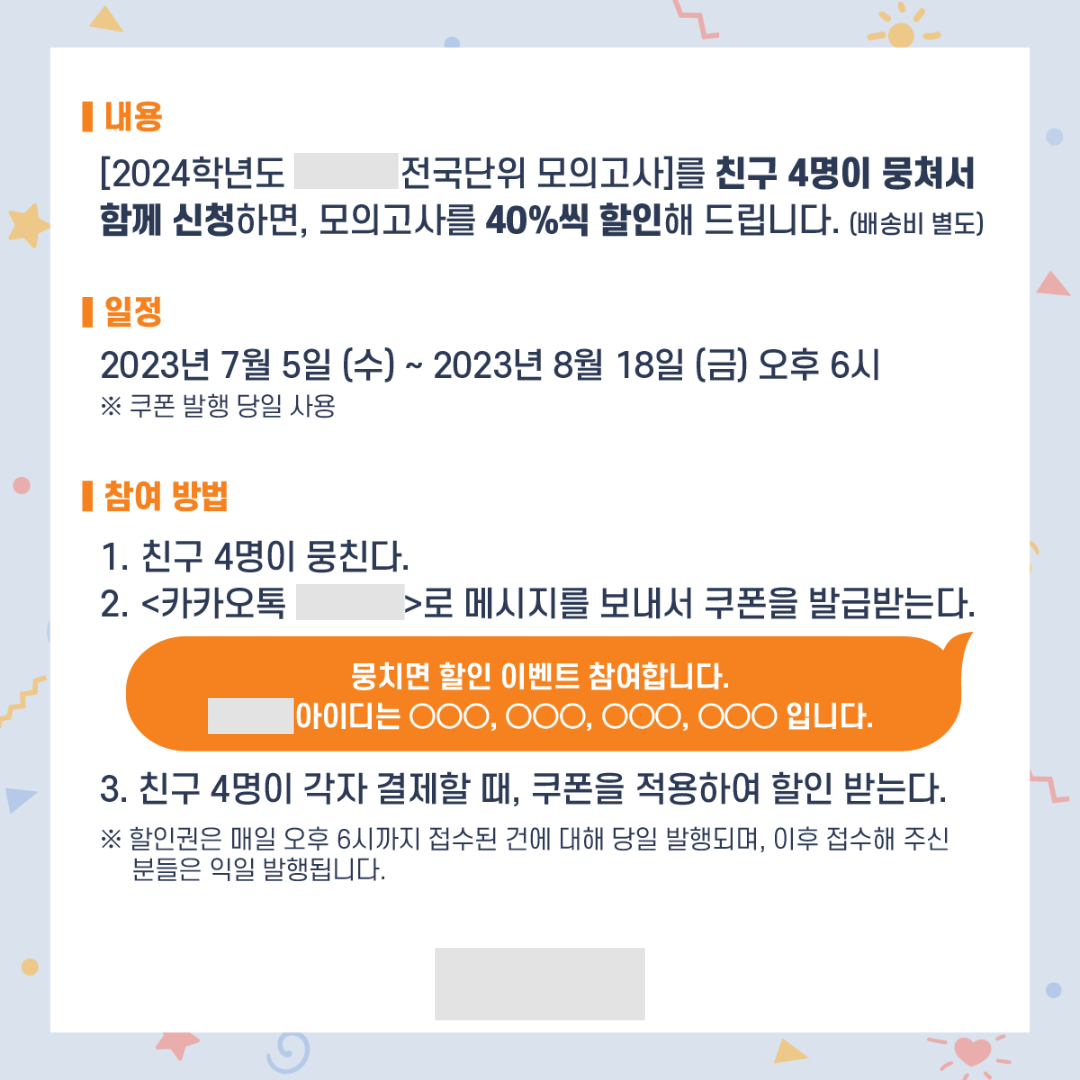 내용
[2024학년도 전국단위 모의고사]를 친구 4명이 뭉쳐서
함께 신청하면, 모의고사를 40%씩 할인해 드립니다. (배송비 별도)
일정
2023년 7월 5일 (수) ~ 2023년 8월 18일 (금) 오후 6시
※ 쿠폰 발행 당일 사용
참여 방법
1. 친구 4명이 뭉친다.
2. <카카오톡 >로 메시지를 보내서 쿠폰을 발급받는다.
뭉치면 할인 이벤트 참여합니다.
아이디는 ○○○, ○○○, ○○○, ○○○ 입니다.
3. 친구 4명이 각자 결제할 때, 쿠폰을 적용하여 할인 받는다.
※ 할인권은 매일 오후 6시까지 접수된 건에 대해 당일 발행되며, 이후 접수해 주신
분들은 익일 발행됩니다.